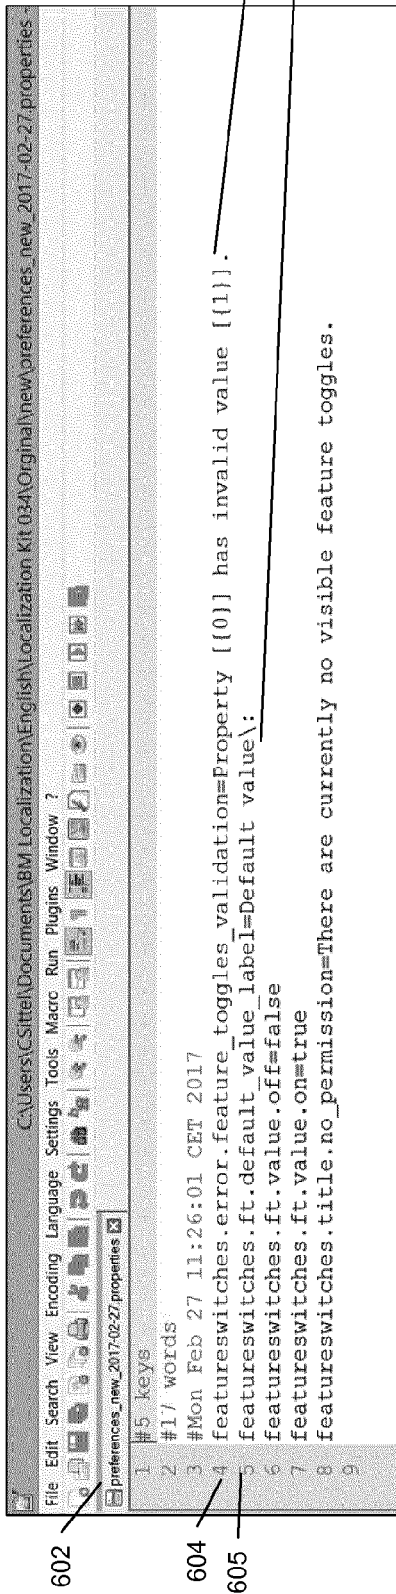 C:\Users\CSittel\Documents\BM Localization\English\Localization Kit 034\Orginal\new\preferences_new_2017-02-27.properties -
File Edit Search View Encoding Language Settings Tools Macro Run Plugins Window ?
602
preferences_new_2017-02-27.properties
1 #5 keys
2 #17 words
3 #Mon Feb 27 11:26:01 CET 2017
604
4 featureswitches.error.feature_toggles_validation=Property [{0}] has invalid value [{1}].
605
5 featureswitches.ft.default_value_label=Default value\:
6 featureswitches.ft.value.off=false
7 featureswitches.ft.value.on=true
8 featureswitches.title.no_permission=There are currently no visible feature toggles.
9